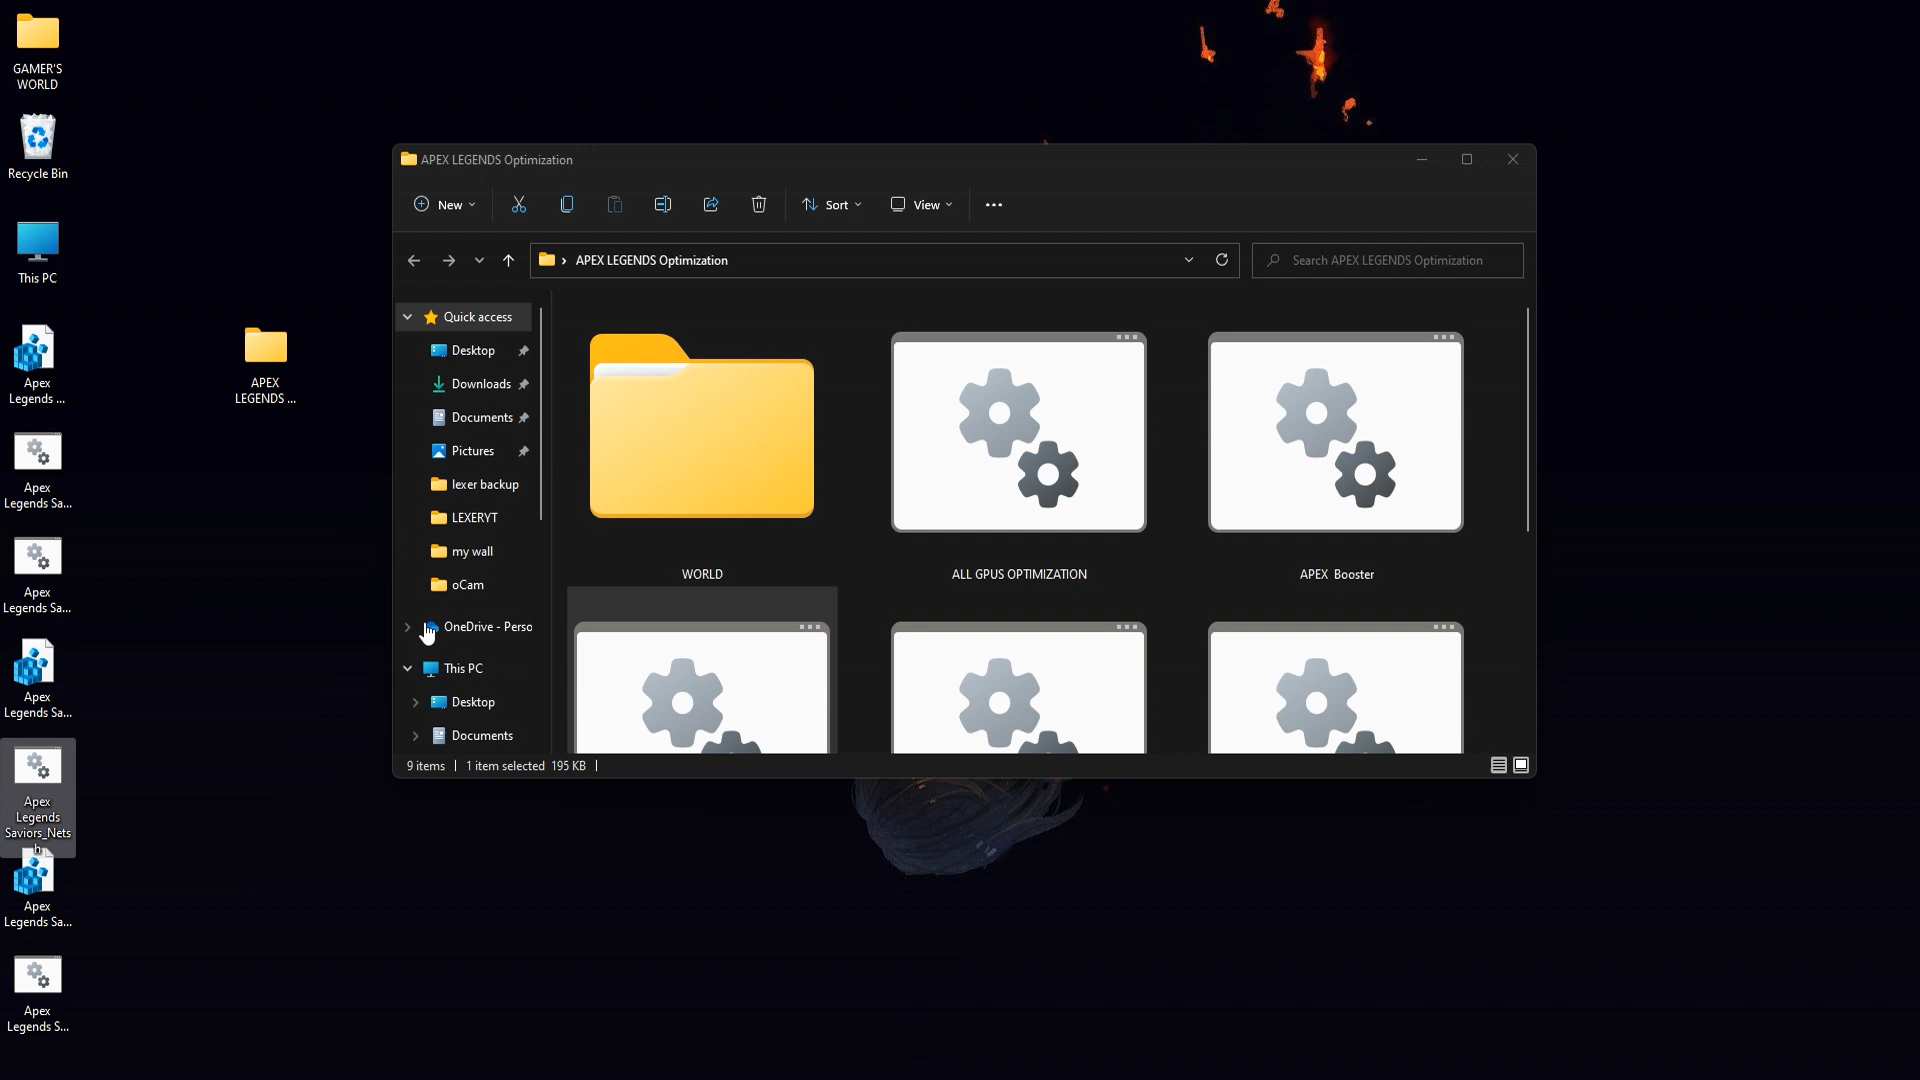 GAMER'S
WORLD
Recycle Bin
This PC
Apex
Legends ...
Apex
Legends Sa...
Apex
Legends Sa...
Apex
Legends Sa...
Apex
Legends
Saviors_Nets
h
Apex
Legends Sa...
Apex
Legends S...
APEX
LEGENDS ...
APEX LEGENDS Optimization
New
Sort
View
APEX LEGENDS Optimization
Search APEX LEGENDS Optimization
Quick access
Desktop
Downloads
Documents
Pictures
lexer backup
LEXERYT
my wall
oCam
OneDrive - Perso
This PC
Desktop
Documents
WORLD
ALL GPUS OPTIMIZATION
APEX Booster
9 items
1 item selected 195 KB